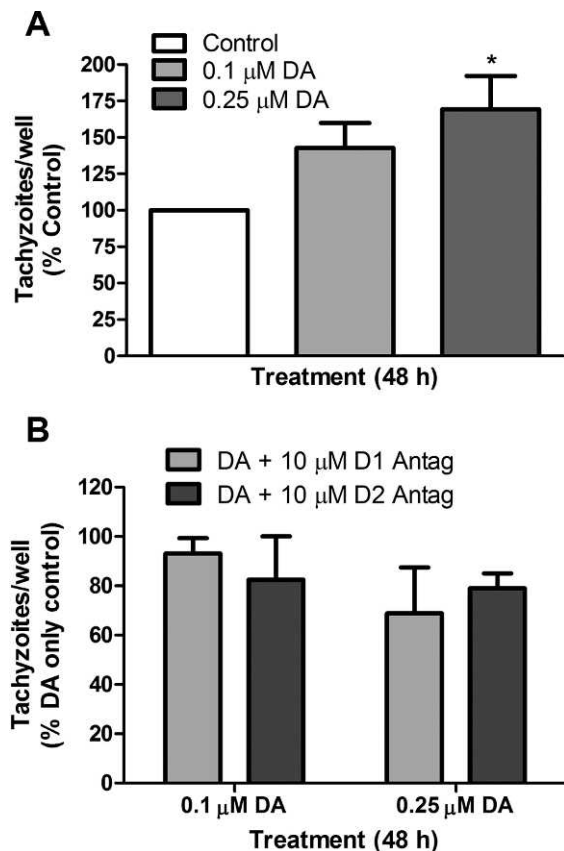 A
Control
0.1 μM DA
0.25 μM DA
Tachyzoites/well
(% Control)
200
175
150
125
100
75
50
25
0
*
Treatment (48 h)
B
DA + 10 μM D1 Antag
DA + 10 μM D2 Antag
Tachyzoites/well
(% DA only control)
120
100
80
60
40
20
0
0.1 μM DA 0.25 μM DA
Treatment (48 h)